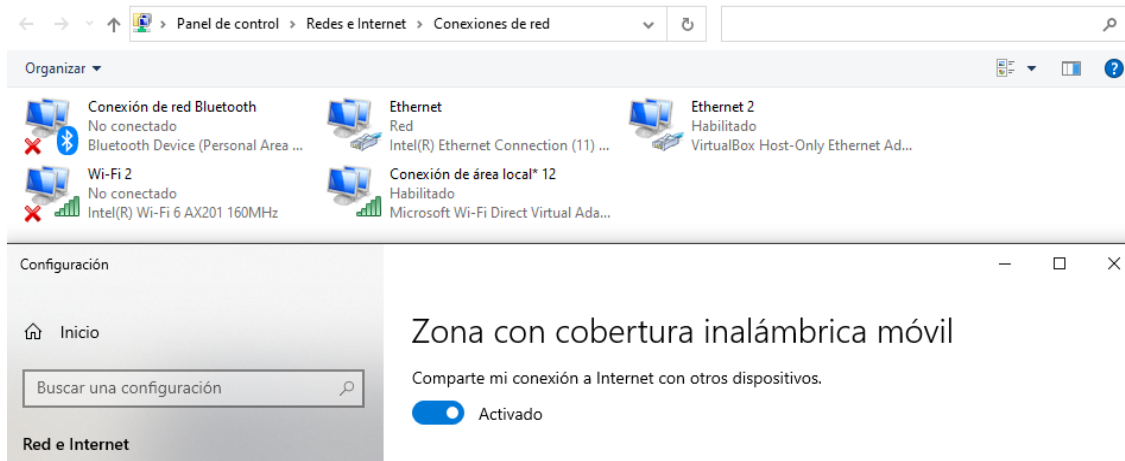 Panel de control > Redes e Internet > Conexiones de red
Organizar
Conexión de red Bluetooth
No conectado
Bluetooth Device (Personal Area ...
Ethernet
Red
Intel(R) Ethernet Connection (11) ...
Ethernet 2
Habilitado
VirtualBox Host-Only Ethernet Ad...
Wi-Fi 2
No conectado
Intel(R) Wi-Fi 6 AX201 160MHz
Conexión de área local* 12
Habilitado
Microsoft Wi-Fi Direct Virtual Ada...
Configuración
Inicio
Buscar una configuración
Red e Internet
Zona con cobertura inalámbrica móvil
Comparte mi conexión a Internet con otros dispositivos.
Activado